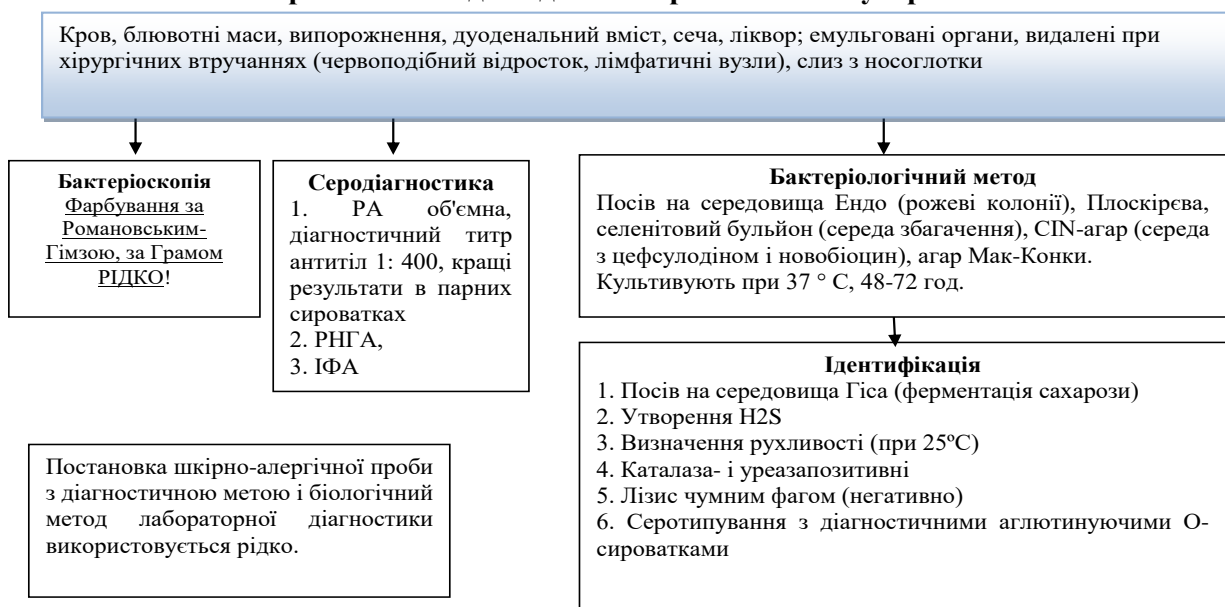 Кров, блювотні маси, випорожнення, дуоденальний вміст, сеча, ліквор; емульговані органи, видалені при
хірургічних втручаннях (червоподібний відросток, лімфатичні вузли), слиз з носоглотки
Бактеріоскопія
Фарбування за
Романовським-
Гімзою, за Грамом
РІДКО!
Серодіагностика
1. РА об'ємна,
діагностичний титр
антитіл 1: 400, кращі
результати в парних
сироватках
2. РНГА,
3. ІФА
Бактеріологічний метод
Посів на середовища Ендо (рожеві колонії), Плоскірєва,
селенітовий бульйон (середа збагачення), CIN-агар (середа
з цефсулодіном і новобіоцин), агар Мак-Конки.
Культивують при 37 ° С, 48-72 год.
Ідентифікація
1. Посів на середовища Гіса (ферментація сахарози)
2. Утворення H2S
3. Визначення рухливості (при 25ºС)
4. Каталаза- і уреазапозитивні
5. Лізис чумним фагом (негативно)
6. Серотипування з діагностичними аглютинуючими О-
сироватками
Постановка шкірно-алергічної проби
з діагностичною метою і біологічний
метод лабораторної діагностики
використовується рідко.